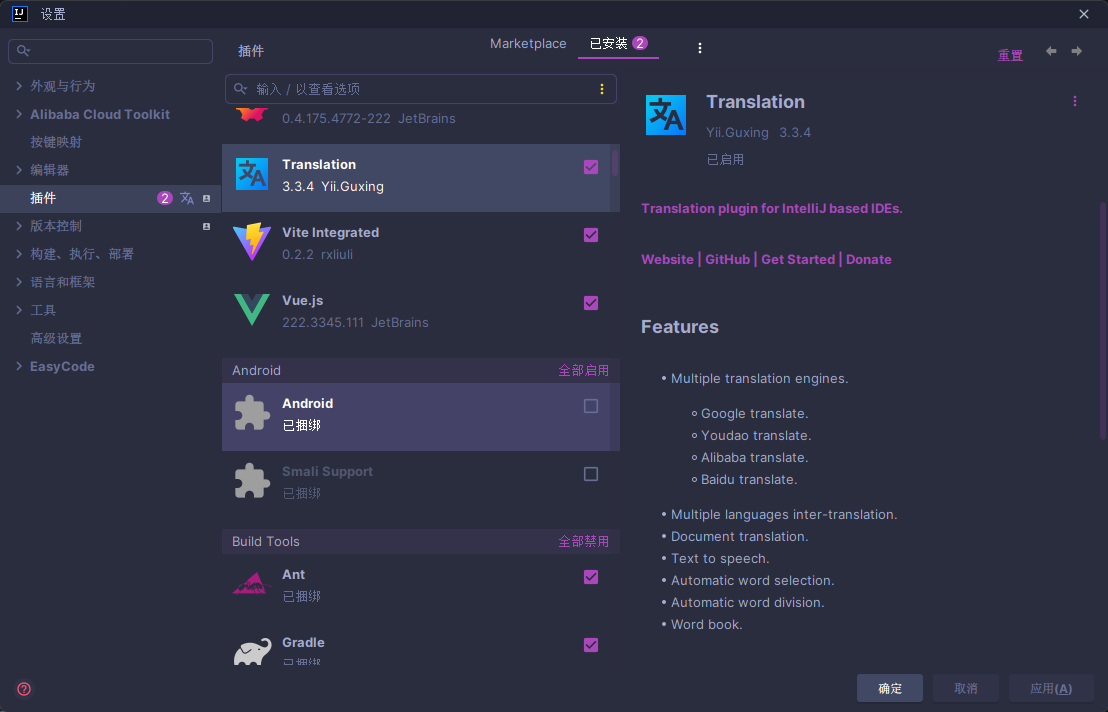 设置
插件
Marketplace
已安装 2
重置
外观与行为
Alibaba Cloud Toolkit
按键映射
编辑器
插件 2
版本控制
构建、执行、部署
语言和框架
工具
高级设置
EasyCode
输入 / 以查看选项
0.4.175.4772-222 JetBrains
Translation
3.3.4 Yii.Guxing
Vite Integrated
0.2.2 rxliuli
Vue.js
222.3345.111 JetBrains
Android 全部启用
Android
已捆绑
Smali Support
已捆绑
Build Tools 全部禁用
Ant
已捆绑
Gradle
已捆绑
Translation
Yii.Guxing 3.3.4
已启用
Translation plugin for IntelliJ based IDEs.
Website | GitHub | Get Started | Donate
Features
• Multiple translation engines.
Google translate.
Youdao translate.
Alibaba translate.
Baidu translate.
• Multiple languages inter-translation.
• Document translation.
• Text to speech.
• Automatic word selection.
• Automatic word division.
• Word book.
确定
取消
应用(A)